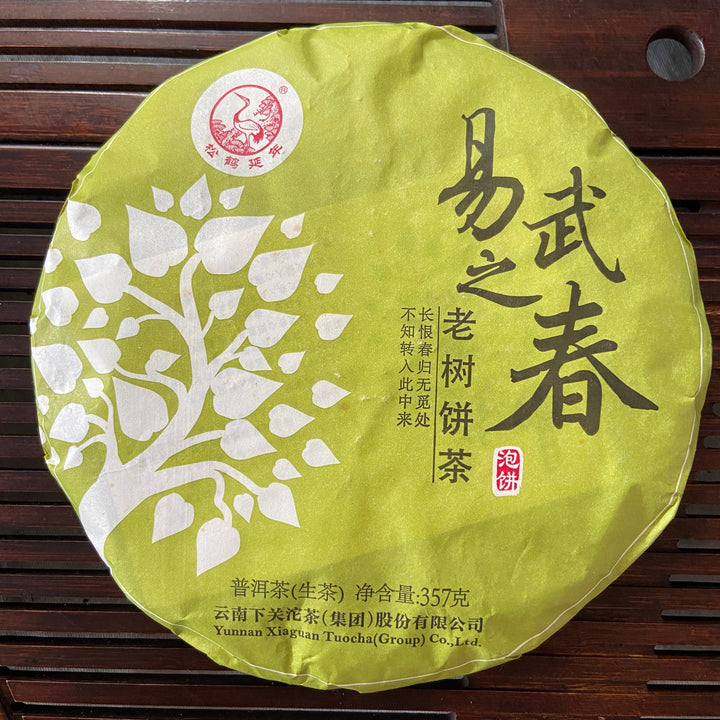 ®
松鹤延年
易武之春
老树饼茶
长恨春归无觅处
不知转入此中来
泡饼
普洱茶(生茶) 净含量:357克
云南下关沱茶(集团)股份有限公司
Yunnan Xiaguan Tuocha(Group) Co.,Ltd.